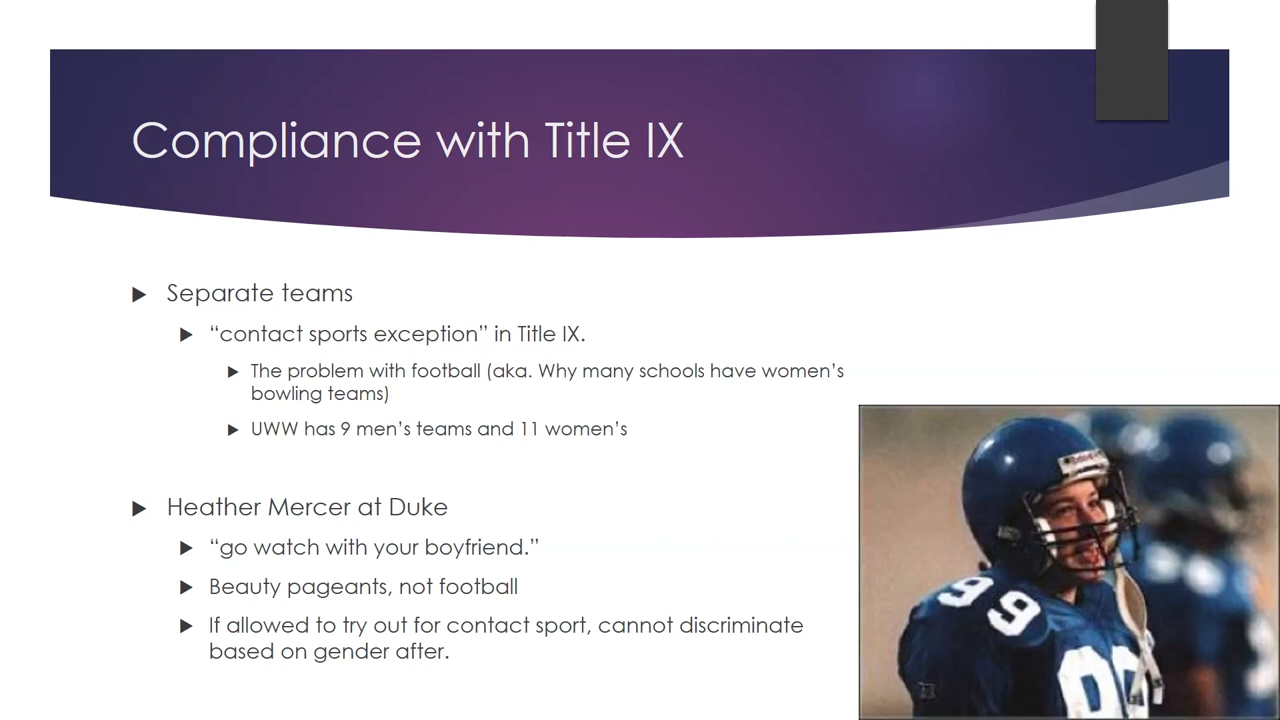 Compliance with Title IX
Separate teams
“contact sports exception” in Title IX.
The problem with football (aka. Why many schools have women’s
bowling teams)
UWW has 9 men’s teams and 11 women’s
Heather Mercer at Duke
“go watch with your boyfriend.”
Beauty pageants, not football
If allowed to try out for contact sport, cannot discriminate
based on gender after.
99
99